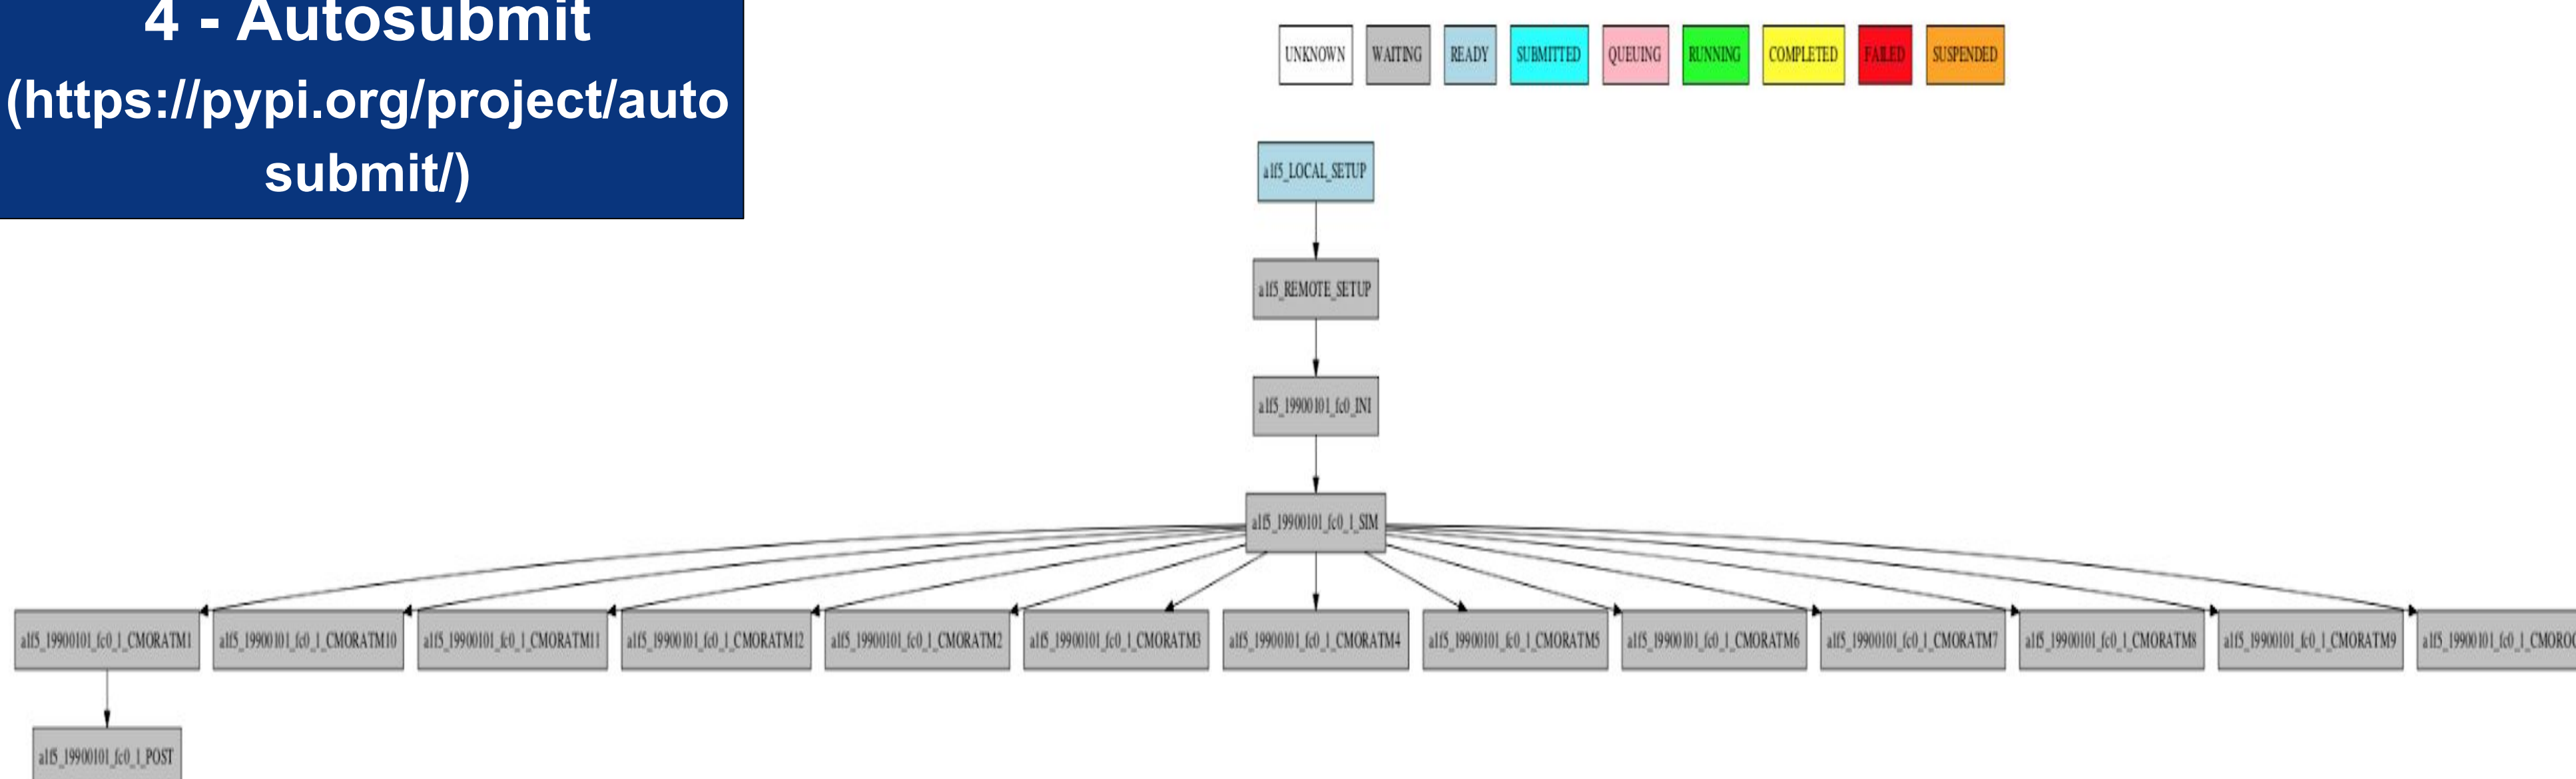 4 - Autosubmit
(https://pypi.org/project/auto
submit/)
UNKNOWN WAITING READY SUBMITTED QUEUING RUNNING COMPLETED FAILED SUSPENDED
a1f5_LOCAL_SETUP
a1f5_REMOTE_SETUP
a1f5_19900101_fc0_INI
a1f5_19900101_fc0_1_SIM
a1f5_19900101_fc0_1_CMORATM1 a1f5_19900101_fc0_1_CMORATM10 a1f5_19900101_fc0_1_CMORATM11 a1f5_19900101_fc0_1_CMORATM12 a1f5_19900101_fc0_1_CMORATM2 a1f5_19900101_fc0_1_CMORATM3 a1f5_19900101_fc0_1_CMORATM4 a1f5_19900101_fc0_1_CMORATM5 a1f5_19900101_fc0_1_CMORATM6 a1f5_19900101_fc0_1_CMORATM7 a1f5_19900101_fc0_1_CMORATM8 a1f5_19900101_fc0_1_CMORATM9
a1f5_19900101_fc0_1_POST